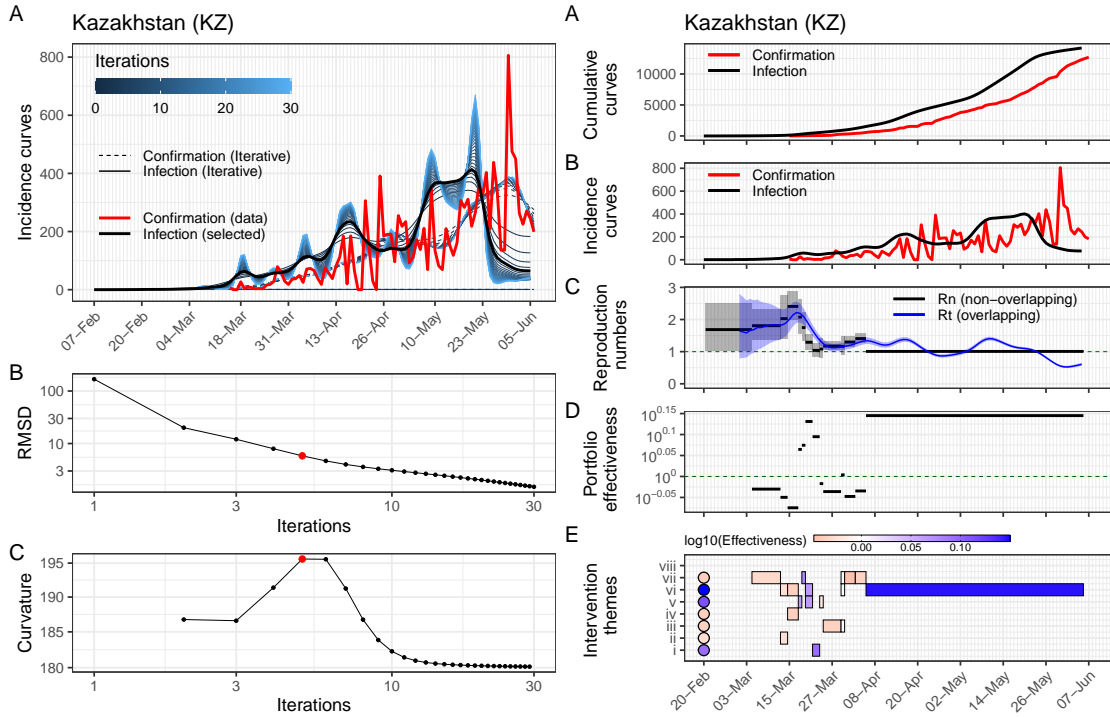 A
Kazakhstan (KZ)
Iterations
0 10 20 30
Confirmation (Iterative)
Infection (Iterative)
Confirmation (data)
Infection (selected)
Incidence curves
800
600
400
200
0
07–Feb 20–Feb 04–Mar 18–Mar 31–Mar 13–Apr 26–Apr 10–May 23–May 05–Jun
B
RMSD
100
30
10
3
1 3 10 30
Iterations
C
Curvature
195
190
185
180
1 3 10 30
Iterations
A
Kazakhstan (KZ)
Confirmation
Infection
Cumulative
curves
10000
5000
0
B
Confirmation
Infection
Incidence
curves
800
600
400
200
0
C
Rn (non−overlapping)
Rt (overlapping)
Reproduction
numbers
3
2
1
0
D
Portfolio
effectiveness
10^0.15
10^0.1
10^0.05
10^0
10^−0.05
E
log10(Effectiveness)
0.00 0.05 0.10
Intervention
themes
viii
vii
vi
v
iv
iii
ii
i
20–Feb 03–Mar 15–Mar 27–Mar 08–Apr 20–Apr 02–May 14–May 26–May 07–Jun